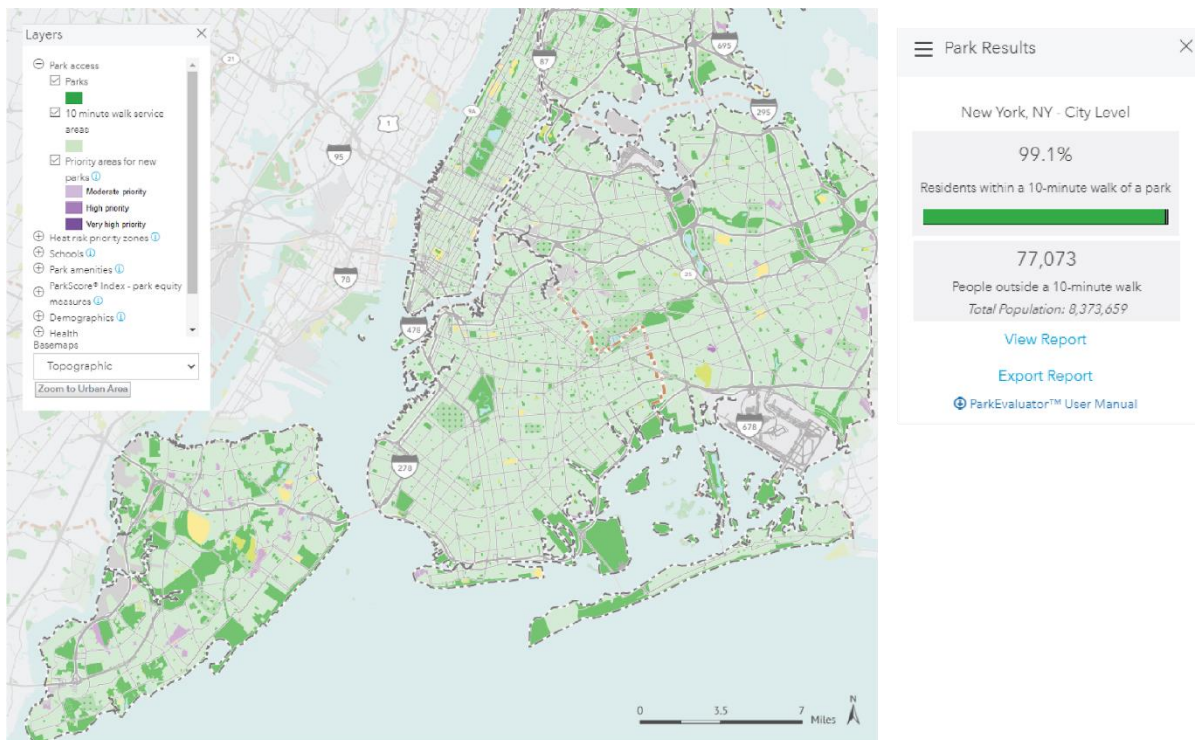 Layers
Park access
Parks
10 minute walk service
areas
Priority areas for new
parks
Moderate priority
High priority
Very high priority
Heat risk priority zones
Schools
Park amenities
ParkScore® Index - park equity
measures
Demographics
Health
Basemaps
Topographic
Zoom to Urban Area
21
95
1
78
9A
87
695
295
25
478
278
678
0 3.5 7 Miles
N
Park Results
New York, NY - City Level
99.1%
Residents within a 10-minute walk of a park
77,073
People outside a 10-minute walk
Total Population: 8,373,659
View Report
Export Report
ParkEvaluator™ User Manual